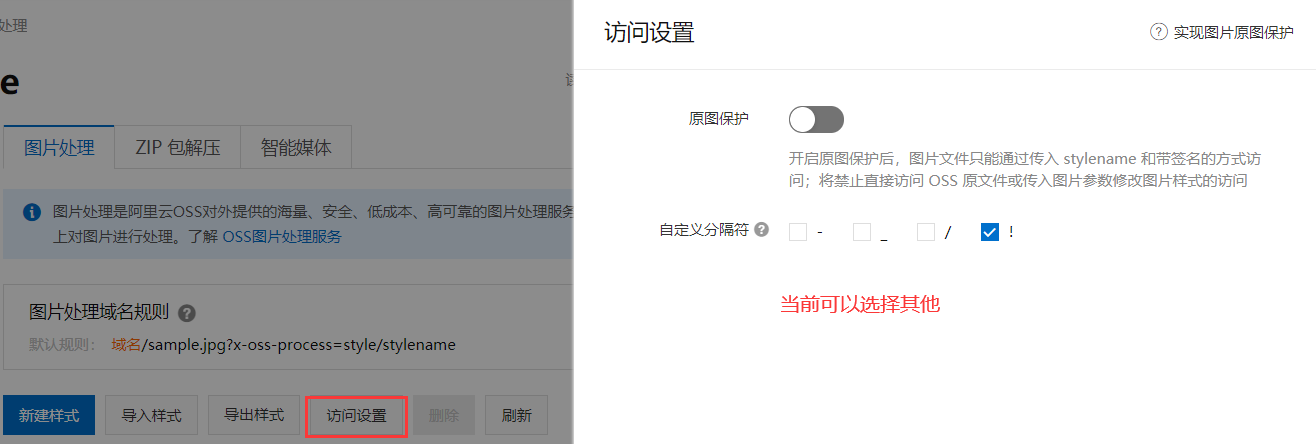 处理
e
图片处理
ZIP 包解压
智能媒体
图片处理是阿里云OSS对外提供的海量、安全、低成本、高可靠的图片处理服务
上对图片进行处理。了解 OSS图片处理服务
图片处理域名规则 ?
默认规则： 域名/sample.jpg?x-oss-process=style/stylename
新建样式
导入样式
导出样式
访问设置
删除
刷新
访问设置
? 实现图片原图保护
原图保护
开启原图保护后，图片文件只能通过传入 stylename 和带签名的方式访
问；将禁止直接访问 OSS 原文件或传入图片参数修改图片样式的访问
自定义分隔符 ? - _ / !
当前可以选择其他